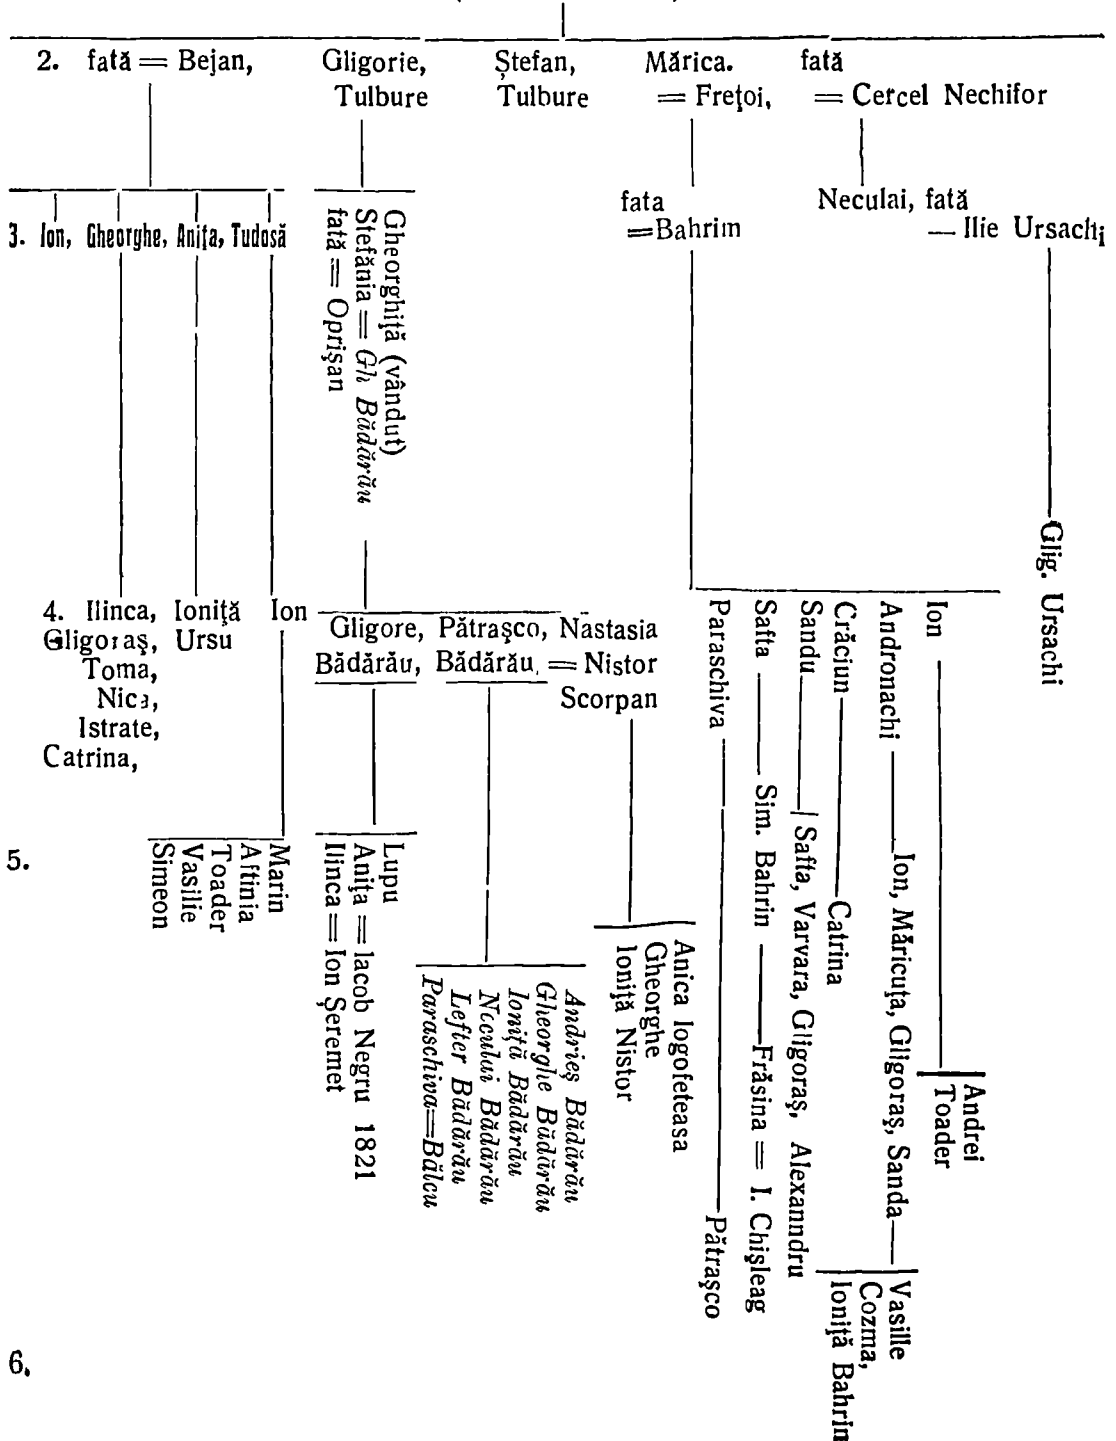 2. fată = Bejan,
Gligorie,
Tulbure
Ștefan,
Tulbure
Mărica.
= Frețoi,
fată
= Cercel Nechifor
3. Ion, Gheorghe, Anița, Tudosă
Gheorghiță (vândut)
Stefănia = Gh Bădărău
fată = Oprișan
fata
=Bahrim
Neculai, fată
— Ilie Ursachi
Glig. Ursachi
4. Ilinca,
Gligoraș,
Toma,
Nica,
Istrate,
Catrina,
Ioniță
Ursu
Ion
Gligore,
Bădărău,
Pătrașco,
Bădărău,
Nastasia
= Nistor
Scorpan
Ion
Andronachi
Crăciun
Sandu
Safta
Paraschiva
5.
Marin
Aftinia
Toader
Vasilie
Simeon
Lupu
Anița = Iacob Negru 1821
Ilinca = Ion Șeremet
Andrieș Bădărău
Gheorghe Bădărău
Ioniță Bădărău
Neculai Bădărău
Lefter Bădărău
Paraschiva=Bălcu
Anica logofeteasa
Gheorghe
Ioniță Nistor
Andrei
Toader
Ion, Măricuța, Gligoraș, Sanda
Catrina
Safta, Varvara, Gligoraș, Alexanndru
Sim. Bahrin
Frăsina = I. Chișleag
Pătrașco
6.
Vasille
Cozma,
Ioniță Bahrin